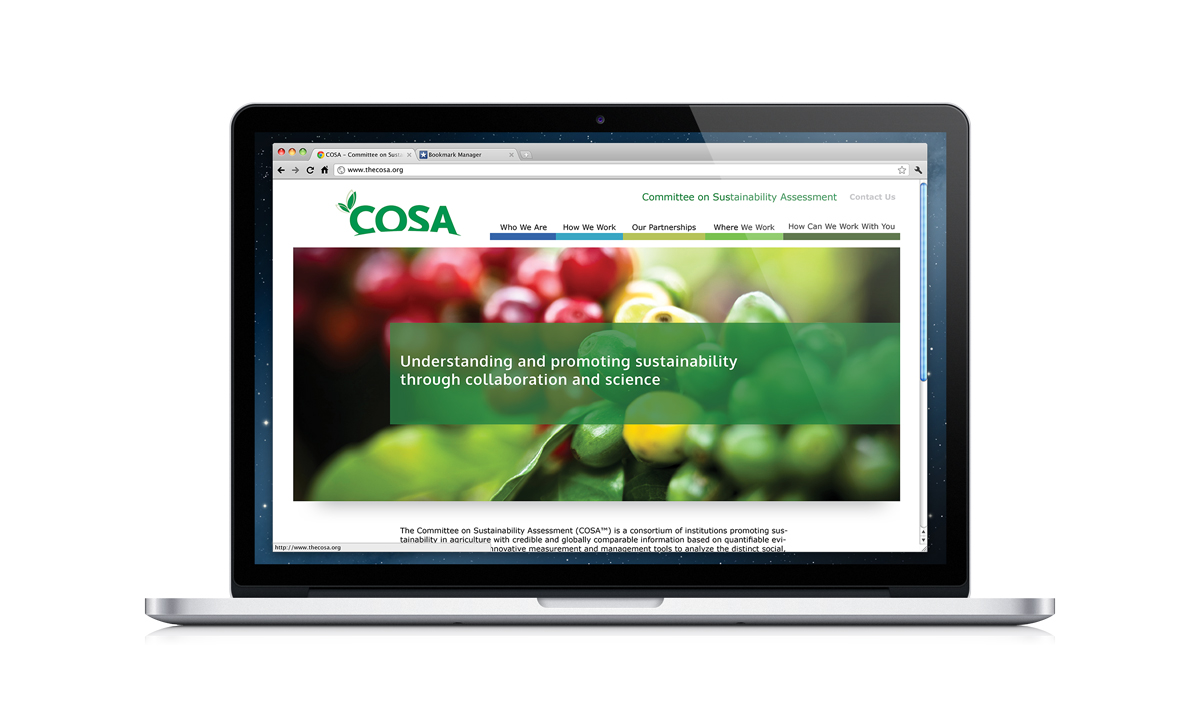 COSA – Committee on Susta
Bookmark Manager
www.thecosa.org
COSA
Committee on Sustainability Assessment
Contact Us
Who We Are
How We Work
Our Partnerships
Where We Work
How Can We Work With You
Understanding and promoting sustainability
through collaboration and science
The Committee on Sustainability Assessment (COSA™) is a consortium of institutions promoting sus-
tainability in agriculture with credible and globally comparable information based on quantifiable evi-
innovative measurement and management tools to analyze the distinct social,
http://www.thecosa.org